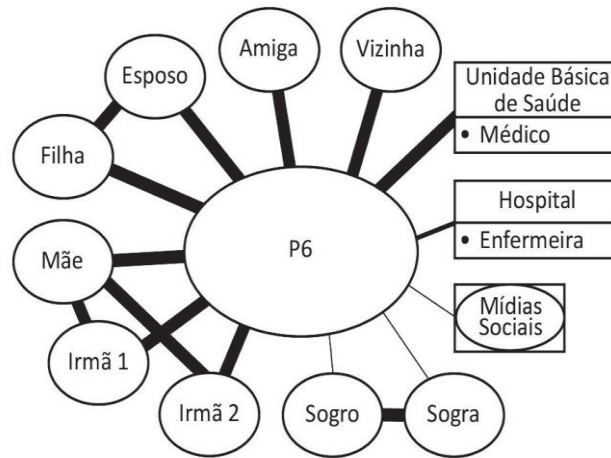 Amiga
Vizinha
Esposo
Unidade Básica
de Saúde
• Médico
Filha
Hospital
• Enfermeira
P6
Mãe
Mídias
Sociais
Irmã 1
Irmã 2
Sogro
Sogra